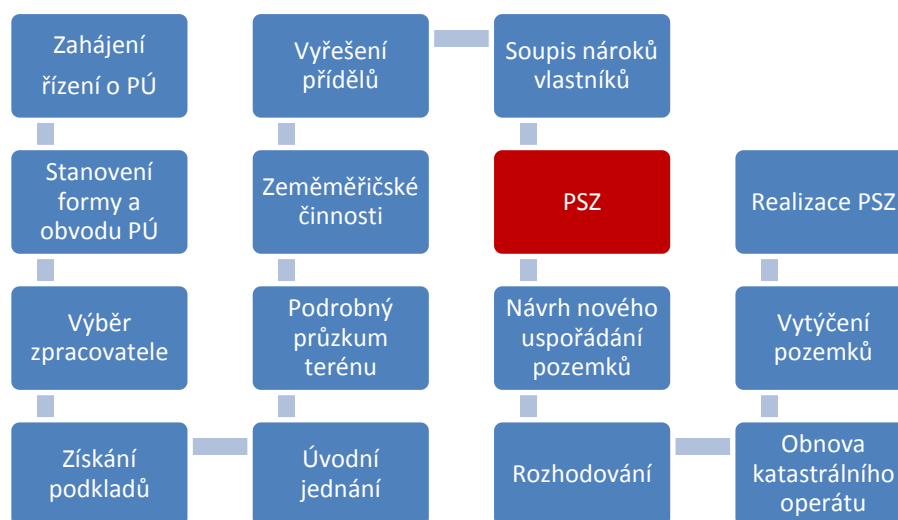 Zahájení
řízení o PÚ
Stanovení
formy a
obvodu PÚ
Výběr
zpracovatele
Získání
podkladů
Úvodní
jednání
Podrobný
průzkum
terénu
Zeměměřičské
činnosti
Vyřešení
přídělů
Soupis nároků
vlastníků
PSZ
Návrh nového
uspořádání
pozemků
Rozhodování
Obnova
katastrálního
operátu
Vytýčení
pozemků
Realizace PSZ